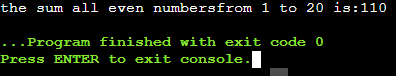 the sum all even numbersfrom 1 to 20 is:110
...Program finished with exit code 0
Press ENTER to exit console.